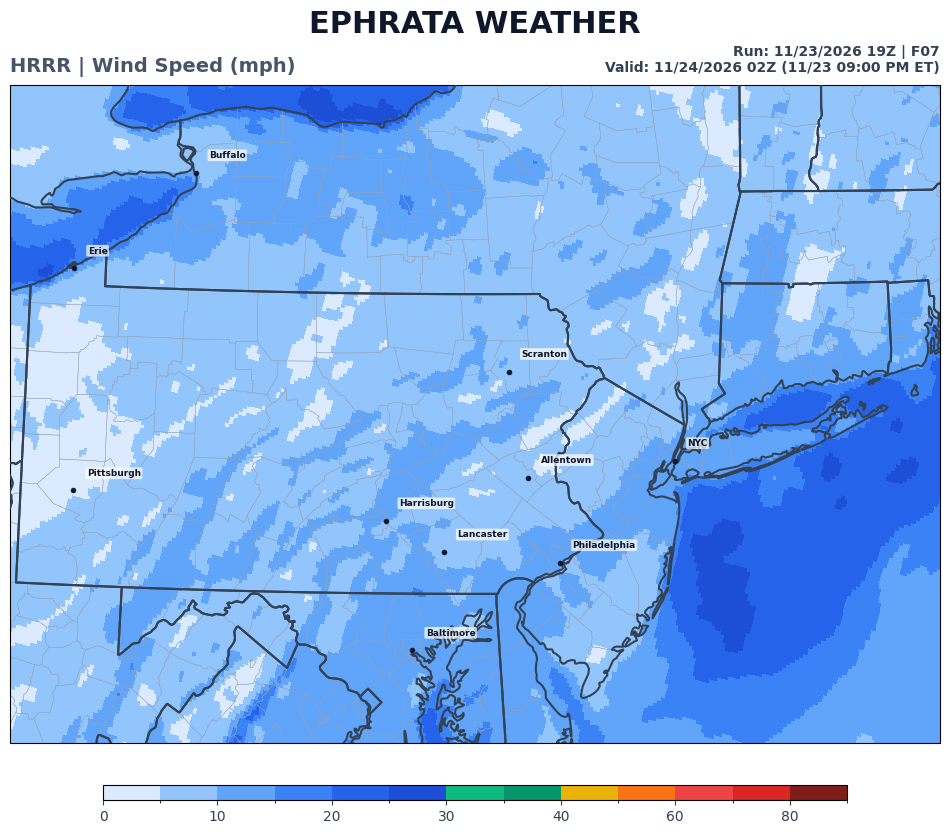 EPHRATA WEATHER
HRRR | Wind Speed (mph)
Run: 11/23/2026 19Z | F07
Valid: 11/24/2026 02Z (11/23 09:00 PM ET)
Buffalo
Erie
Scranton
NYC
Allentown
Pittsburgh
Harrisburg
Lancaster
Philadelphia
Baltimore
0 10 20 30 40 60 80